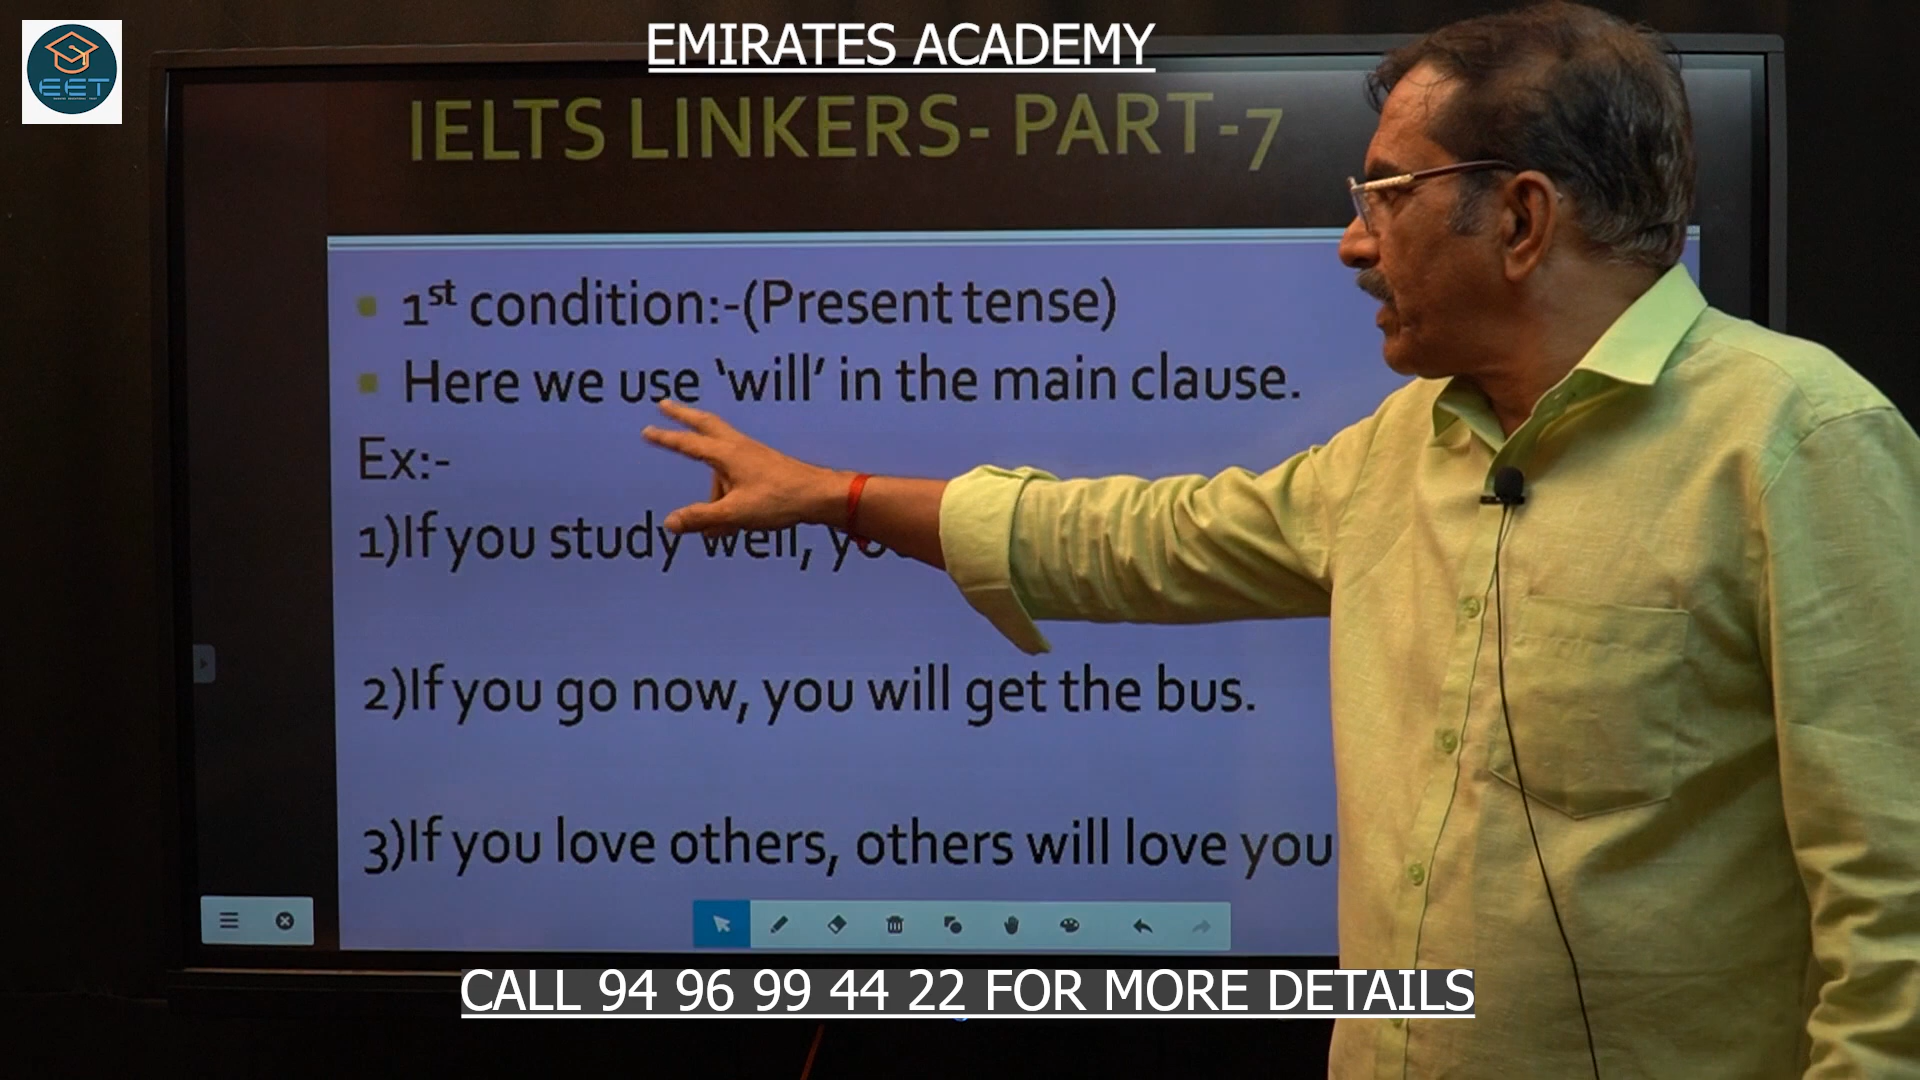 EMIRATES ACADEMY
EET
IELTS LINKERS- PART-7
1st condition:-(Present tense)
Here we use ‘will’ in the main clause.
Ex:-
1)If you study well,
2)If you go now, you will get the bus.
3)If you love others, others will love you
CALL 94 96 99 44 22 FOR MORE DETAILS